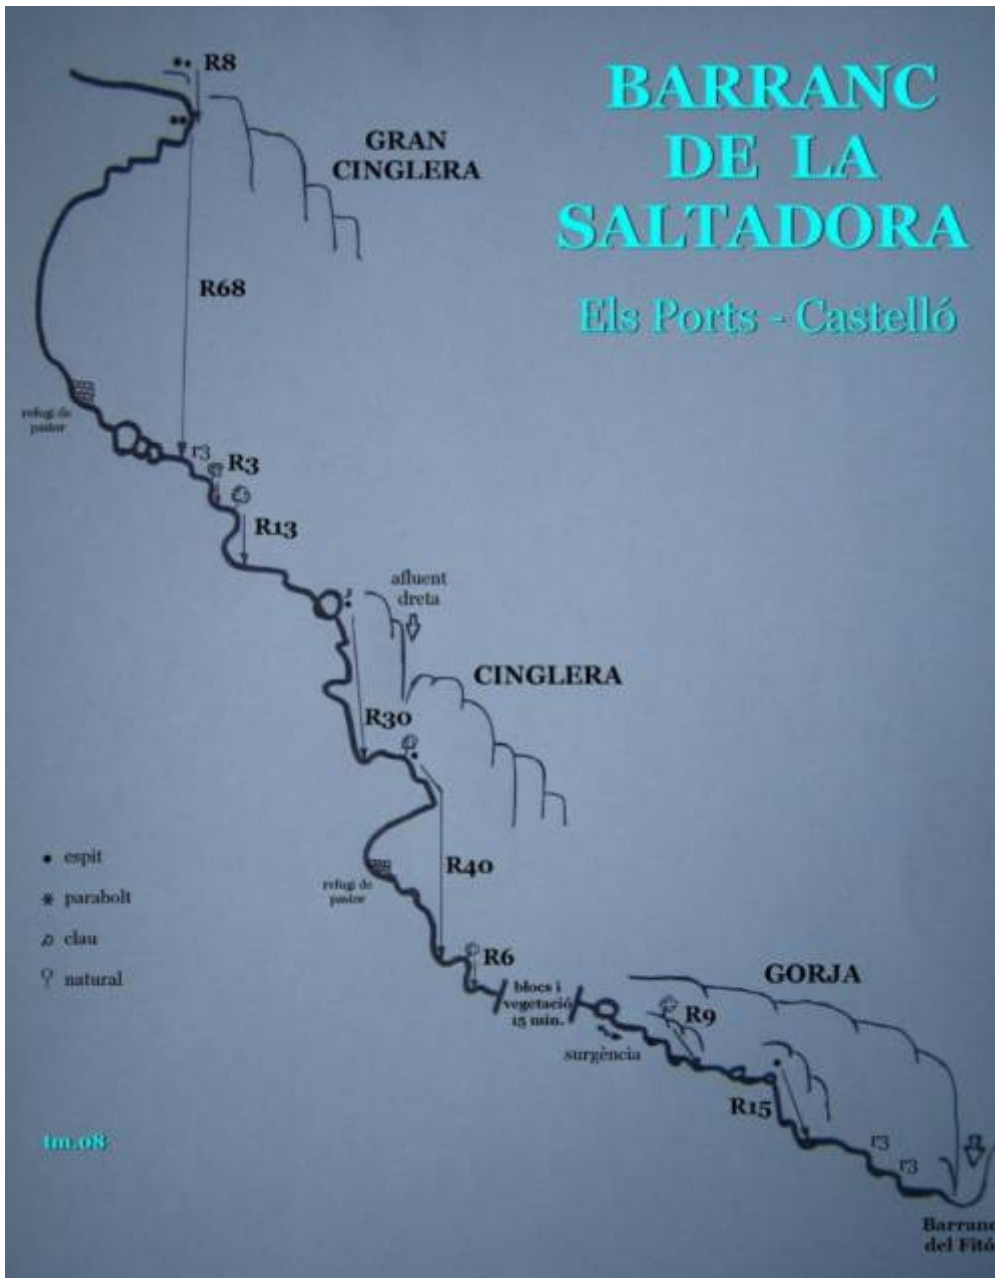 BARRANC
DE LA
SALTADORA
Els Ports - Castelló
R8
GRAN
CINGLERA
R68
refugi de
pastor
r3
R3
R13
afluent
dreta
CINGLERA
R30
R40
refugi de
pastor
R6
blocs i
vegetació
15 min.
surgència
GORJA
R9
R15
r3
r3
Barranc
del Fitó
espit
parabolt
clau
natural
tm.08